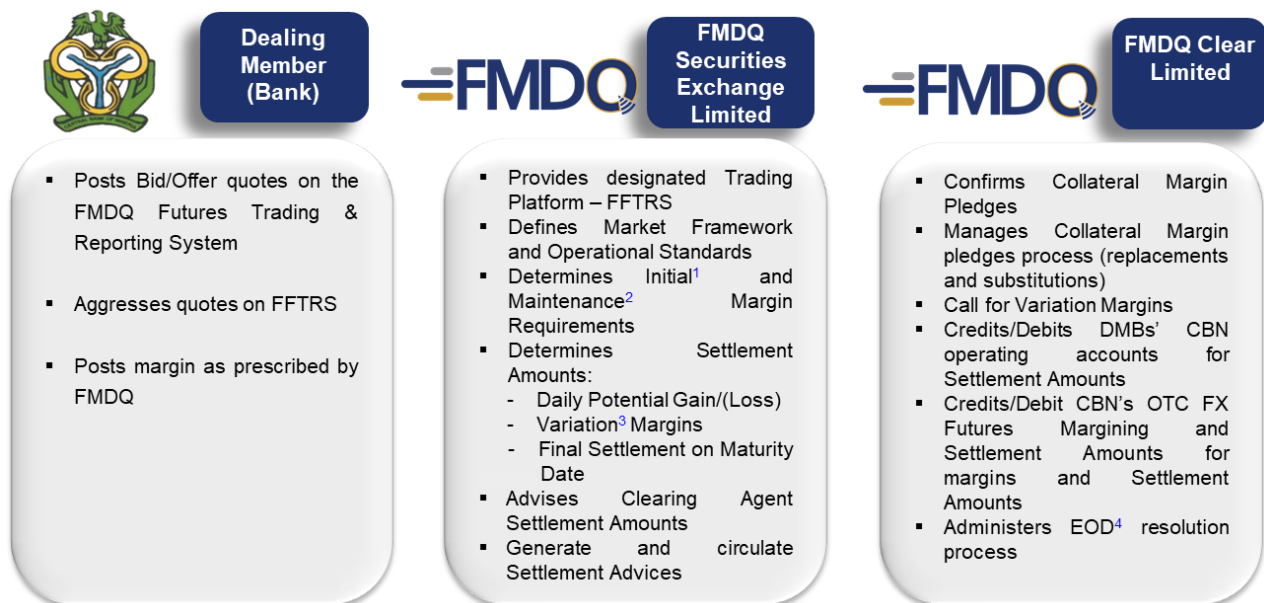 Dealing
Member
(Bank)
▪ Posts Bid/Offer quotes on the
FMDQ Futures Trading &
Reporting System
▪ Aggresses quotes on FFTRS
▪ Posts margin as prescribed by
FMDQ
FMDQ
FMDQ
Securities
Exchange
Limited
▪ Provides designated Trading
Platform – FFTRS
▪ Defines Market Framework
and Operational Standards
▪ Determines Initial¹ and
Maintenance² Margin
Requirements
▪ Determines Settlement
Amounts:
- Daily Potential Gain/(Loss)
- Variation³ Margins
- Final Settlement on Maturity
Date
▪ Advises Clearing Agent
Settlement Amounts
▪ Generate and circulate
Settlement Advices
FMDQ
FMDQ Clear
Limited
▪ Confirms Collateral Margin
Pledges
▪ Manages Collateral Margin
pledges process (replacements
and substitutions)
▪ Call for Variation Margins
▪ Credits/Debits DMBs' CBN
operating accounts for
Settlement Amounts
▪ Credits/Debit CBN's OTC FX
Futures Margining and
Settlement Amounts for
margins and Settlement
Amounts
▪ Administers EOD⁴ resolution
process